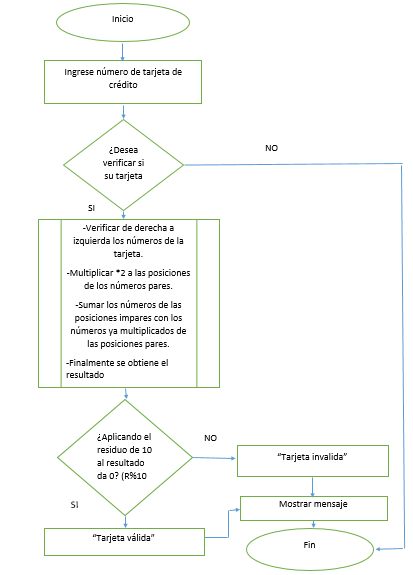 Inicio
Ingrese número de tarjeta de
crédito
¿Desea
verificar si
su tarjeta
NO
SI
-Verificar de derecha a
izquierda los números de la
tarjeta.
-Multiplicar *2 a las posiciones
de los números pares.
-Sumar los números de las
posiciones impares con los
números ya multiplicados de
las posiciones pares.
-Finalmente se obtiene el
resultado
¿Aplicando el
residuo de 10
al resultado
da 0? (R%10
NO
SI
"Tarjeta invalida"
Mostrar mensaje
"Tarjeta válida"
Fin